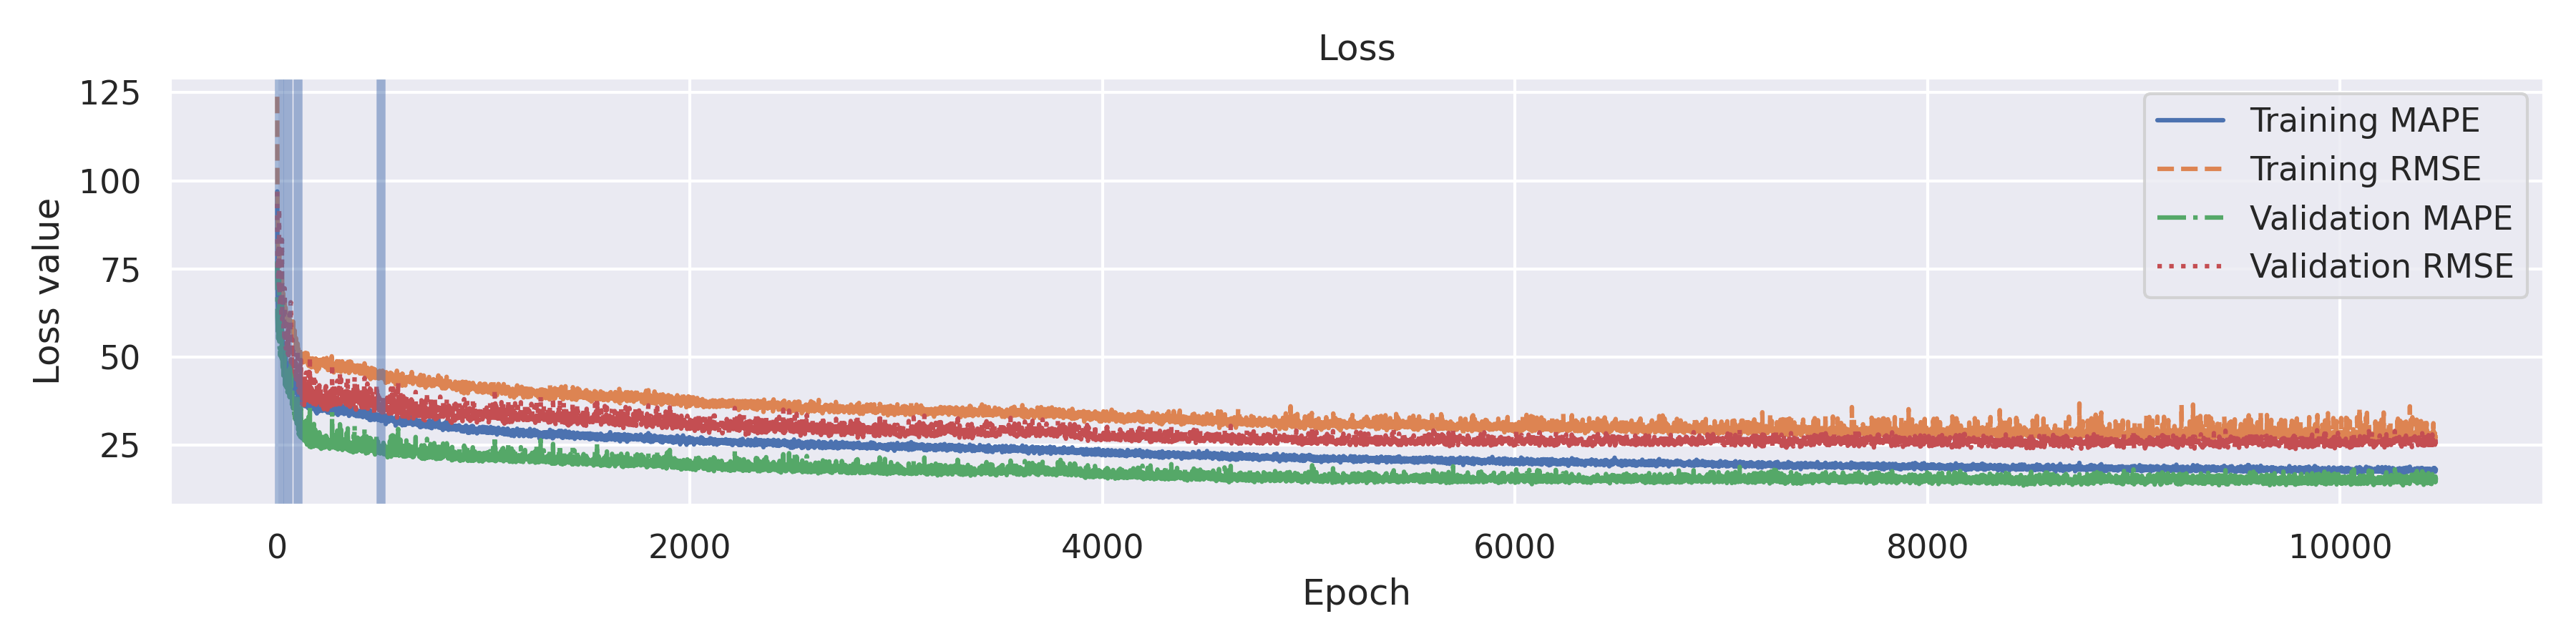 Loss
125
100
75
50
25
Loss value
0 2000 4000 6000 8000 10000
Epoch
Training MAPE
Training RMSE
Validation MAPE
Validation RMSE